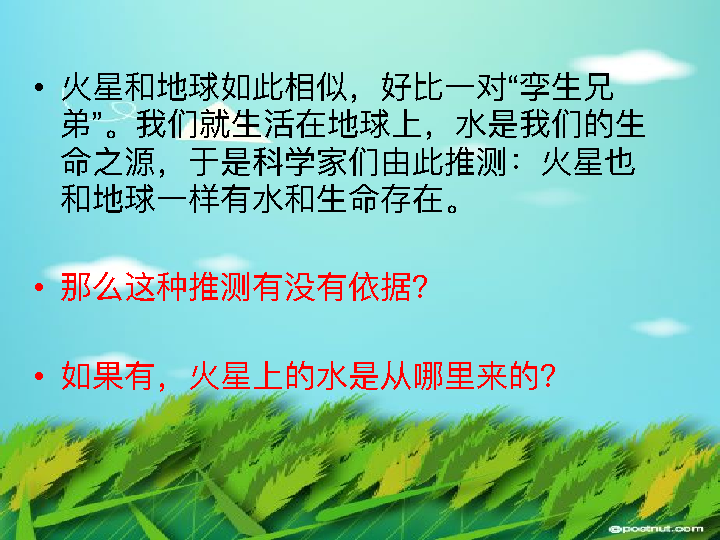 • 火星和地球如此相似，好比一对“孪生兄
弟”。我们就生活在地球上，水是我们的生
命之源，于是科学家们由此推测：火星也
和地球一样有水和生命存在。
• 那么这种推测有没有依据？
• 如果有，火星上的水是从哪里来的？
©pootnut.com